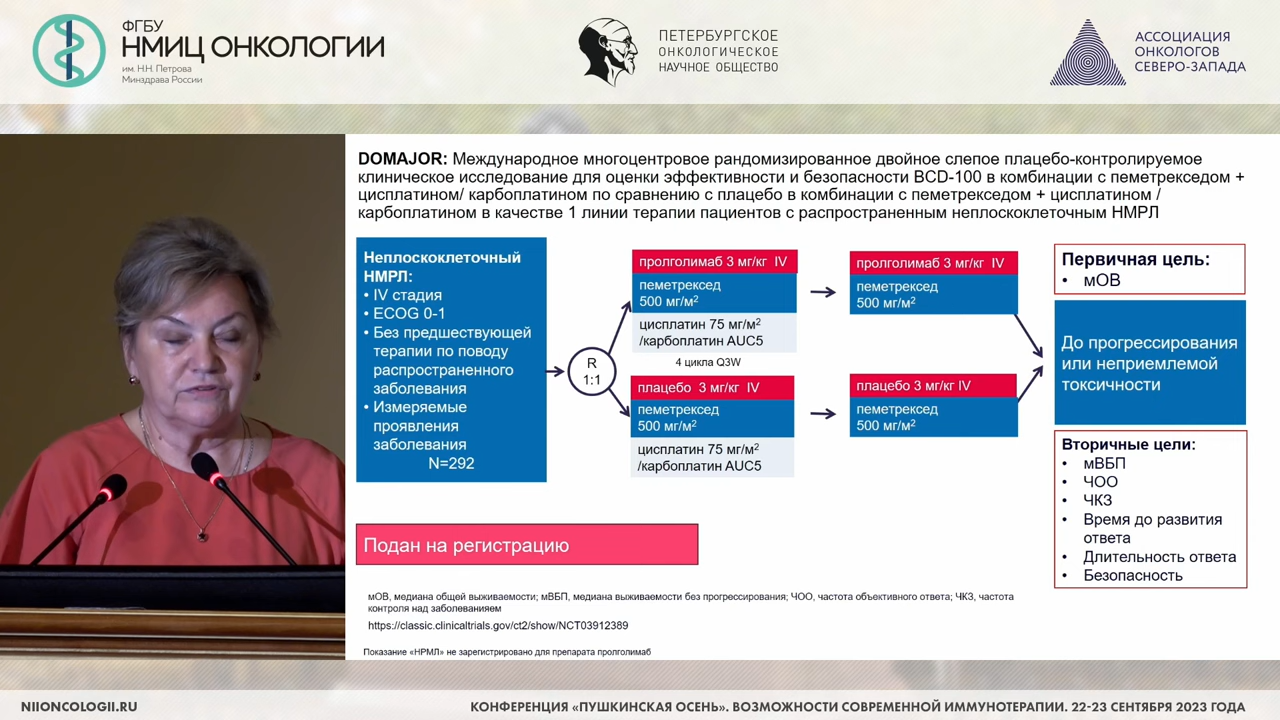 ФГБУ
НМИЦ ОНКОЛОГИИ
им. Н.Н. Петрова
Минздрава России
ПЕТЕРБУРГСКОЕ
ОНКОЛОГИЧЕСКОЕ
НАУЧНОЕ ОБЩЕСТВО
АССОЦИАЦИЯ
ОНКОЛОГОВ
СЕВЕРО-ЗАПАДА
DOMAJOR: Международное многоцентровое рандомизированное двойное слепое плацебо-контролируемое
клиническое исследование для оценки эффективности и безопасности BCD-100 в комбинации с пеметрекседом +
цисплатином/ карбоплатином по сравнению с плацебо в комбинации с пеметрекседом + цисплатином /
карбоплатином в качестве 1 линии терапии пациентов с распространенным неплоскоклеточным НМРЛ
Неплоскоклеточный
НМРЛ:
• IV стадия
• ECOG 0-1
• Без предшествующей
терапии по поводу
распространенного
заболевания
• Измеряемые
проявления
заболевания
N=292
R
1:1
пролголимаб 3 мг/кг IV
пеметрексед
500 мг/м²
цисплатин 75 мг/м²
/карбоплатин AUC5
4 цикла Q3W
плацебо 3 мг/кг IV
пеметрексед
500 мг/м²
цисплатин 75 мг/м²
/карбоплатин AUC5
пролголимаб 3 мг/кг IV
пеметрексед
500 мг/м²
плацебо 3 мг/кг IV
пеметрексед
500 мг/м²
Первичная цель:
• мОВ
До прогрессирования
или неприемлемой
токсичности
Вторичные цели:
• мВБП
• ЧОО
• ЧКЗ
• Время до развития
ответа
• Длительность ответа
• Безопасность
Подан на регистрацию
мОВ, медиана общей выживаемости; мВБП, медиана выживаемости без прогрессирования; ЧОО, частота объективного ответа; ЧКЗ, частота
контроля над заболеванияем
https://classic.clinicaltrials.gov/ct2/show/NCT03912389
Показание «НРМЛ» не зарегистрировано для препарата пролголимаб
NIIONCOLOGII.RU
КОНФЕРЕНЦИЯ «ПУШКИНСКАЯ ОСЕНЬ». ВОЗМОЖНОСТИ СОВРЕМЕННОЙ ИММУНОТЕРАПИИ. 22-23 СЕНТЯБРЯ 2023 ГОДА